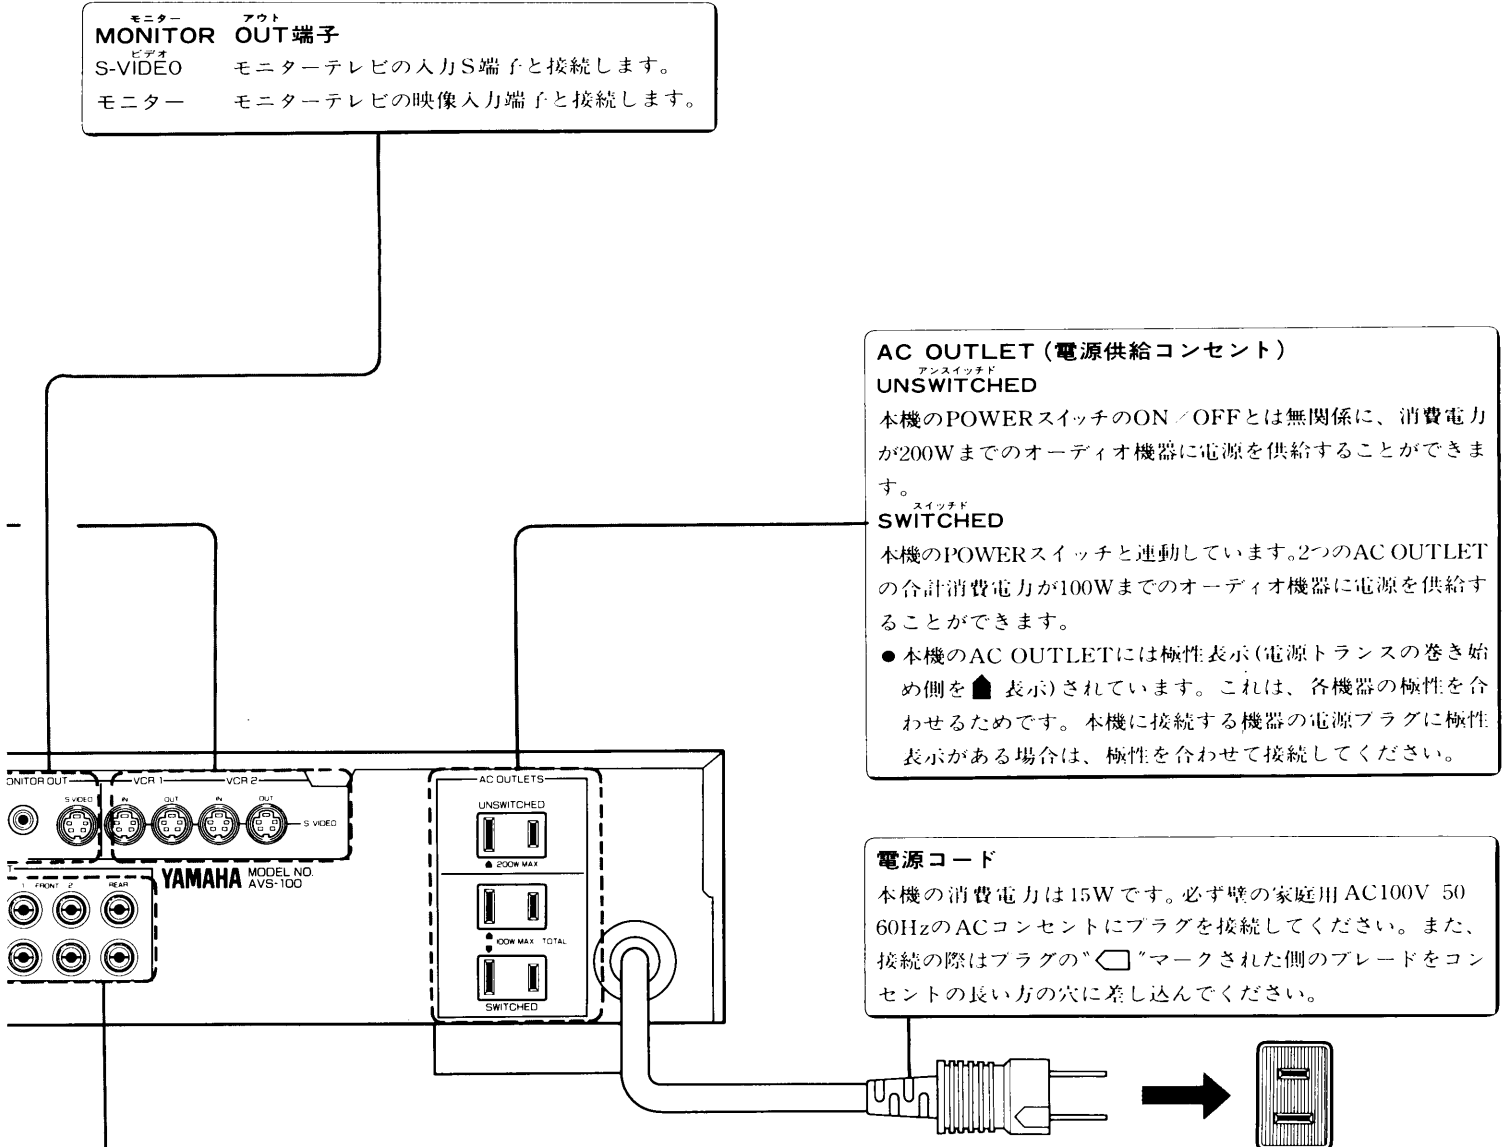 モニター アウト
MONITOR OUT端子
ビデオ
S-VIDEO モニターテレビの入力S端子と接続します。
モニター モニターテレビの映像入力端子と接続します。
AC OUTLET (電源供給コンセント)
アンスイッチド
UNSWITCHED
本機のPOWERスイッチのON/OFFとは無関係に、消費電力
が200Wまでのオーディオ機器に電源を供給することができま
す。
スイッチド
SWITCHED
本機のPOWERスイッチと連動しています。2つのAC OUTLET
の合計消費電力が100Wまでのオーディオ機器に電源を供給す
ることができます。
●本機のAC OUTLETには極性表示(電源トランスの巻き始
め側を 表示)されています。これは、各機器の極性を合
わせるためです。本機に接続する機器の電源プラグに極性
表示がある場合は、極性を合わせて接続してください。
ONITOR OUT VCR 1 VCR 2
S VIDEO IN OUT IN OUT
S VIDEO
AC OUTLETS
UNSWITCHED
200W MAX
100W MAX TOTAL
SWITCHED
T
1 FRONT 2 REAR
YAMAHA MODEL NO.
AVS-100
電源コード
本機の消費電力は15Wです。必ず壁の家庭用AC100V 50
60HzのACコンセントにプラグを接続してください。また、
接続の際はプラグの〝 〞マークされた側のブレードをコン
セントの長い方の穴に差し込んでください。